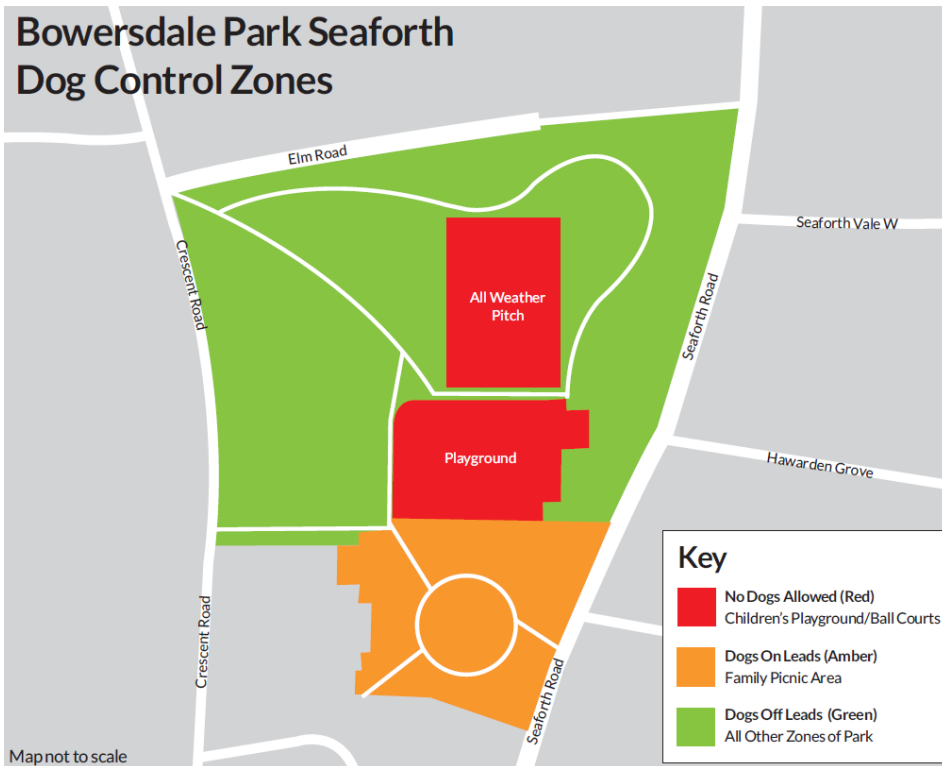 Bowersdale Park Seaforth
Dog Control Zones
Elm Road
Seaforth Vale W
Crescent Road
All Weather
Pitch
Seaforth Road
Playground
Hawarden Grove
Key
No Dogs Allowed (Red)
Children's Playground/Ball Courts
Dogs On Leads (Amber)
Family Picnic Area
Dogs Off Leads (Green)
All Other Zones of Park
Crescent Road
Seaforth Road
Map not to scale